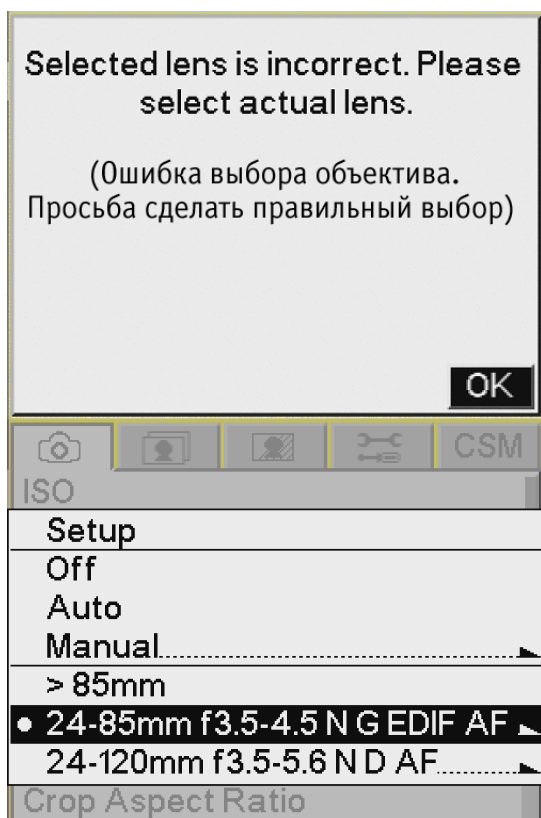 Selected lens is incorrect. Please
select actual lens.
(Ошибка выбора объектива.
Просьба сделать правильный выбор)
OK
CSM
ISO
Setup
Off
Auto
Manual
> 85mm
24-85mm f3.5-4.5 N G EDIF AF
24-120mm f3.5-5.6 N D AF
Crop Aspect Ratio